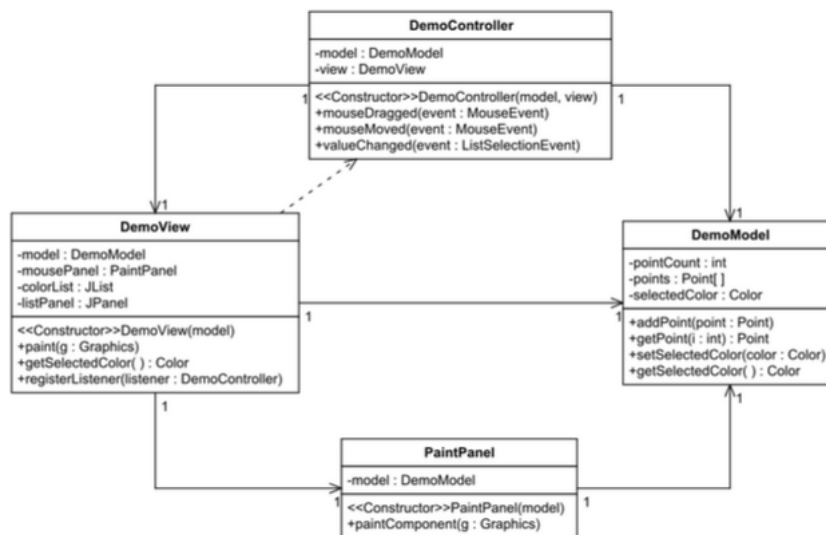 DemoController
-model : DemoModel
-view : DemoView
<<Constructor>>DemoController(model, view)
+mouseDragged(event : MouseEvent)
+mouseMoved(event : MouseEvent)
+valueChanged(event : ListSelectionEvent)
1
1
1
1
DemoView
-model : DemoModel
-mousePanel : PaintPanel
-colorList : JList
-listPanel : JPanel
<<Constructor>>DemoView(model)
+paint(g : Graphics)
+getSelectedColor( ) : Color
+registerListener(listener : DemoController)
1
1
DemoModel
-pointCount : int
-points : Point[ ]
-selectedColor : Color
+addPoint(point : Point)
+getPoint(i : int) : Point
+setSelectedColor(color : Color)
+getSelectedColor( ) : Color
1
1
PaintPanel
-model : DemoModel
<<Constructor>>PaintPanel(model)
+paintComponent(g : Graphics)
1
1